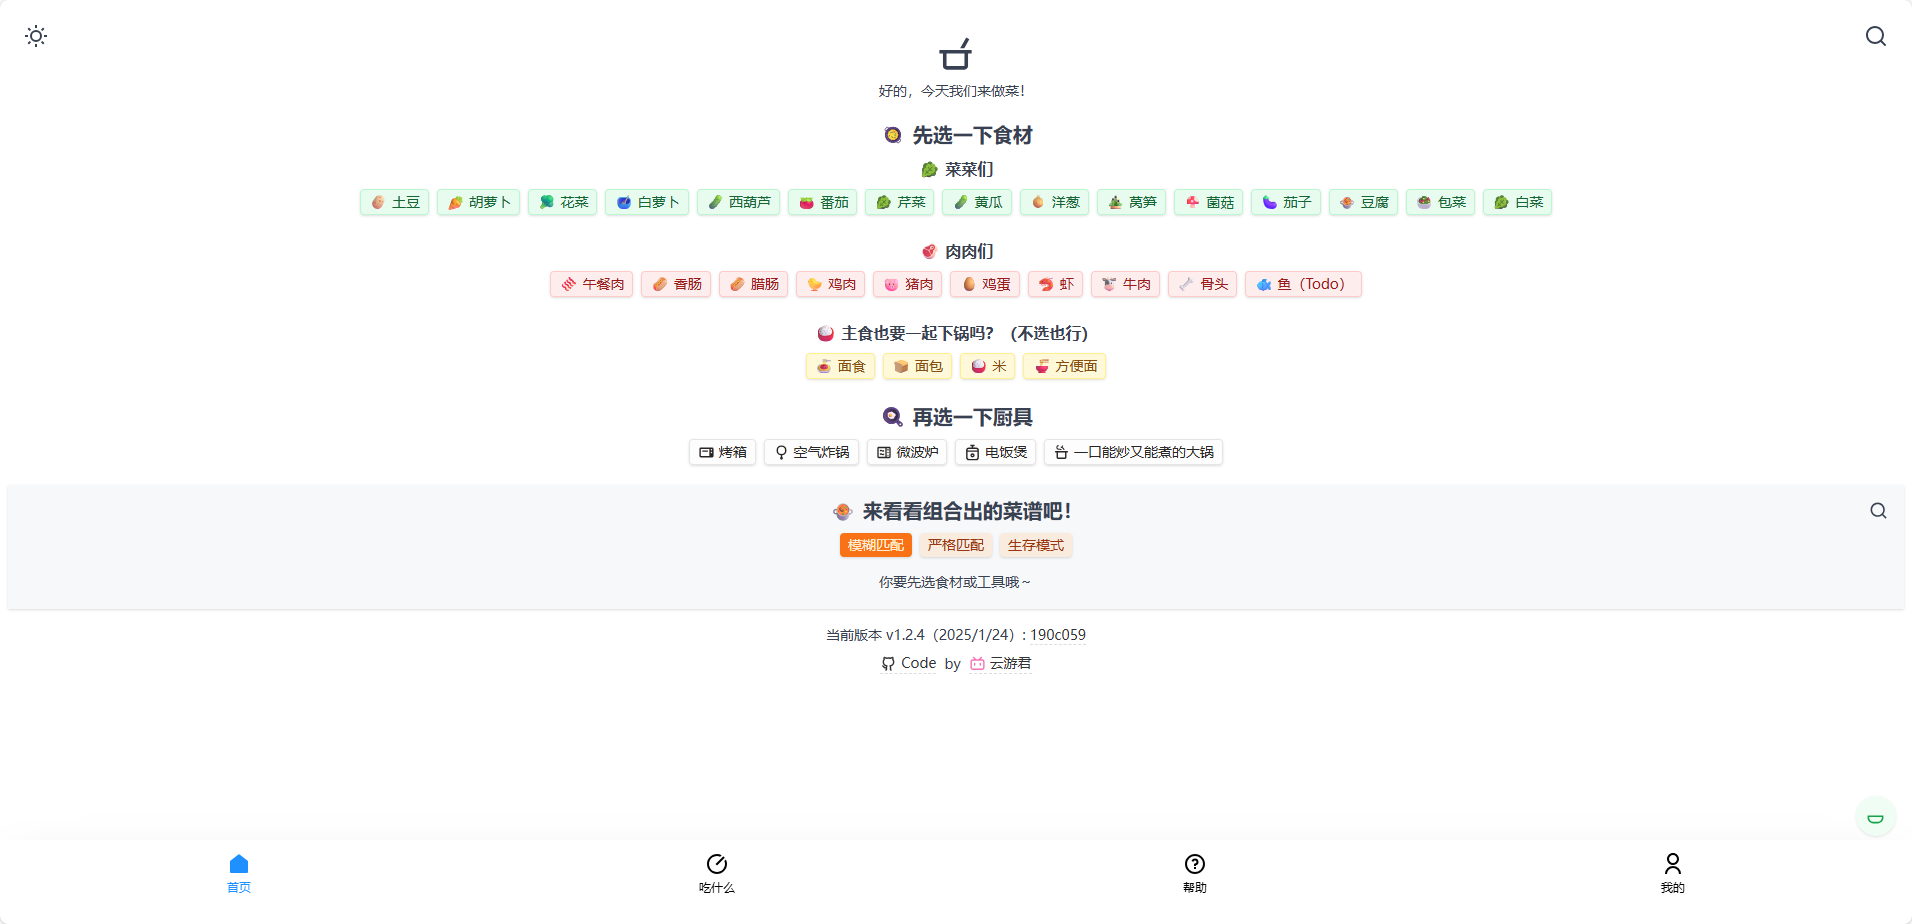 好的，今天我们来做菜！
先选一下食材
菜菜们
土豆 胡萝卜 花菜 白萝卜 西葫芦 番茄 芹菜 黄瓜 洋葱 莴笋 菌菇 茄子 豆腐 包菜 白菜
肉肉们
午餐肉 香肠 腊肠 鸡肉 猪肉 鸡蛋 虾 牛肉 骨头 鱼（Todo）
主食也要一起下锅吗？（不选也行）
面食 面包 米 方便面
再选一下厨具
烤箱 空气炸锅 微波炉 电饭煲 一口能炒又能煮的大锅
来看看组合出的菜谱吧！
模糊匹配 严格匹配 生存模式
你要先选食材或工具哦～
当前版本 v1.2.4（2025/1/24）: 190c059
Code by 云游君
首页 吃什么 帮助 我的